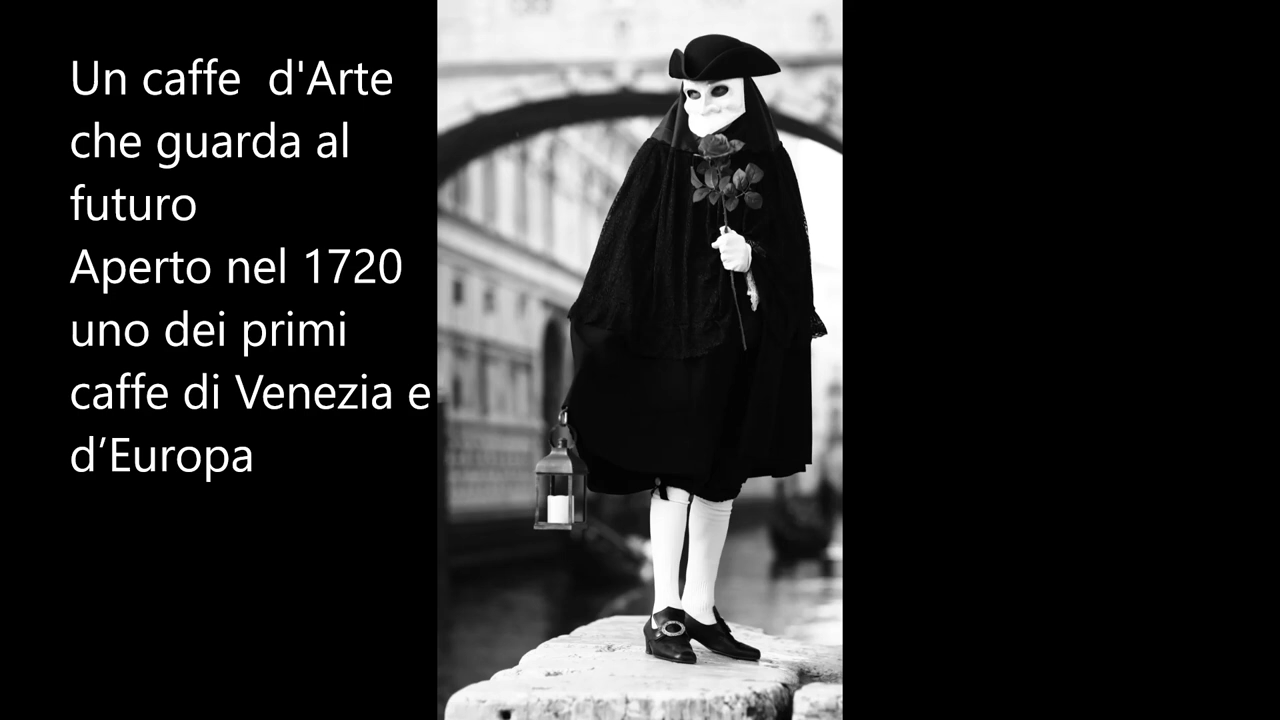 Un caffe  d'Arte
che guarda al
futuro
Aperto nel 1720
uno dei primi
caffe di Venezia e
d’Europa